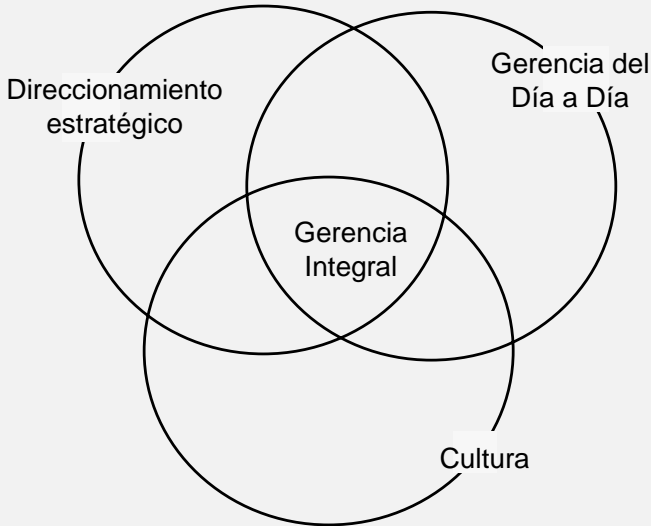 Direccionamiento
estratégico
Gerencia del
Día a Día
Gerencia
Integral
Cultura